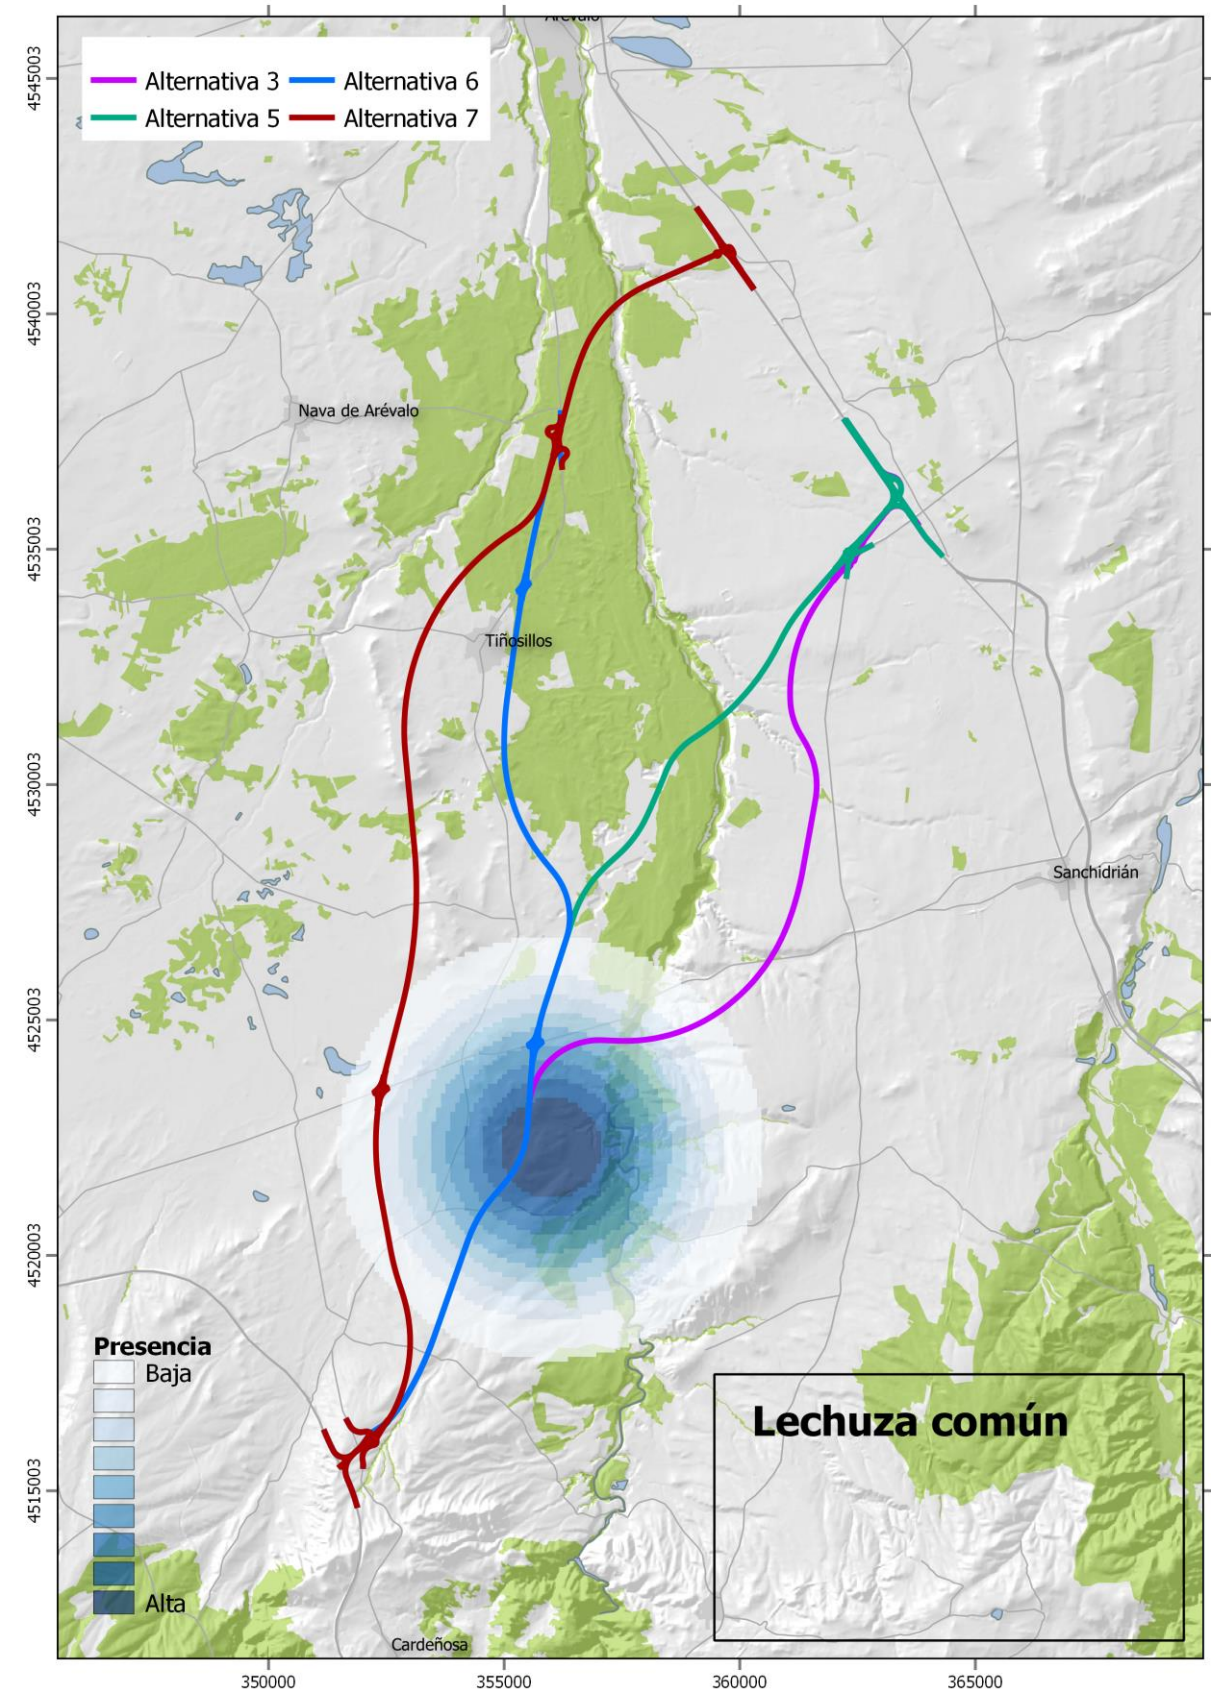 Arévalo
Alternativa 3
Alternativa 6
Alternativa 5
Alternativa 7
4545003
4540003
Nava de Arévalo
4535003
Tiñosillos
4530003
Sanchidrián
4525003
4520003
Presencia
Baja
Lechuza común
4515003
Alta
Cardeñosa
350000
355000
360000
365000